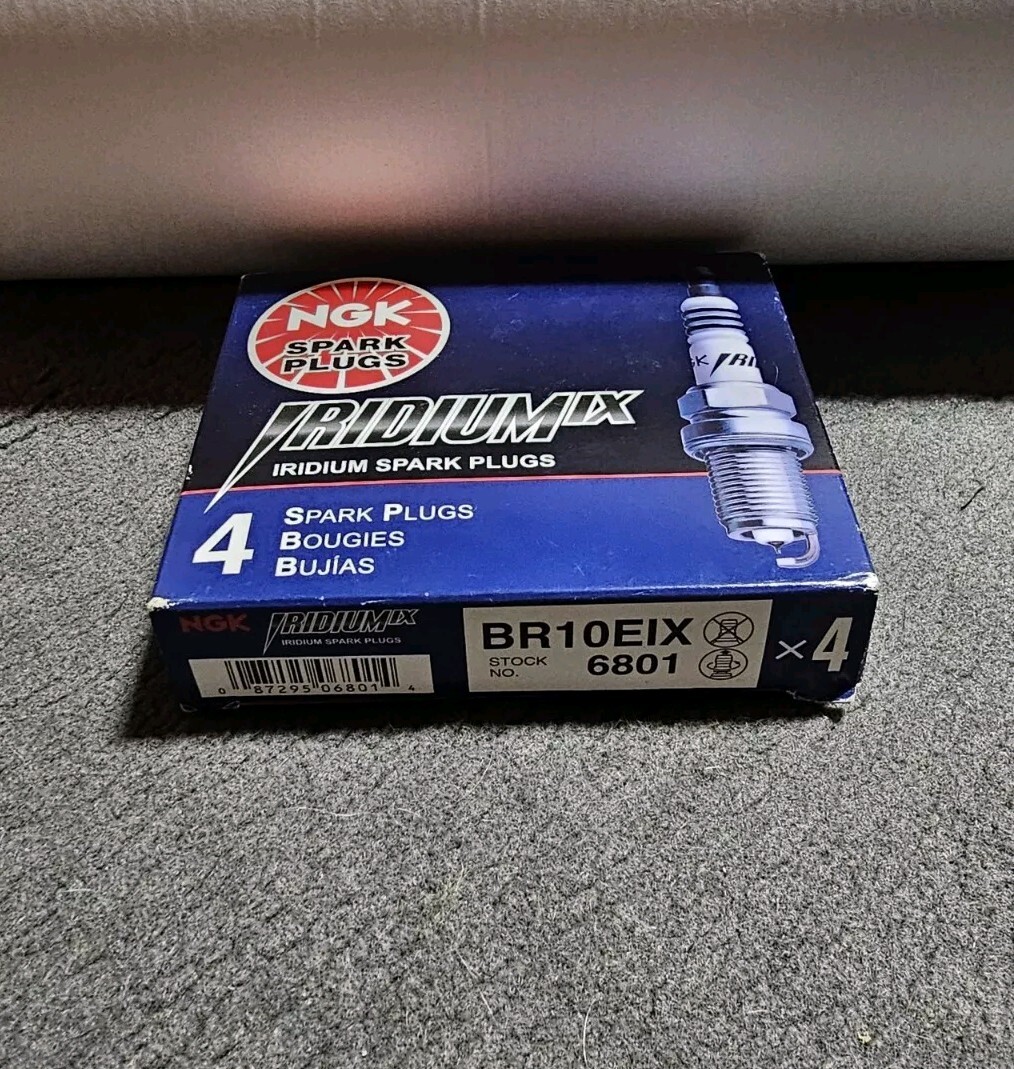 NGK
SPARK
PLUGS
IRIDIUM IX
IRIDIUM SPARK PLUGS
4
SPARK PLUGS
BOUGIES
BUJÍAS
NGK
IRIDIUM IX
IRIDIUM SPARK PLUGS
0 87295 06801 4
BR10EIX
STOCK NO. 6801
×4